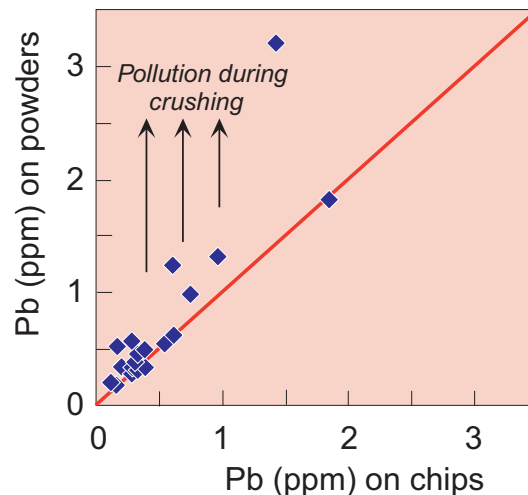 Pb (ppm) on powders
3
2
1
0
Pollution during
crushing
0
1
2
3
Pb (ppm) on chips